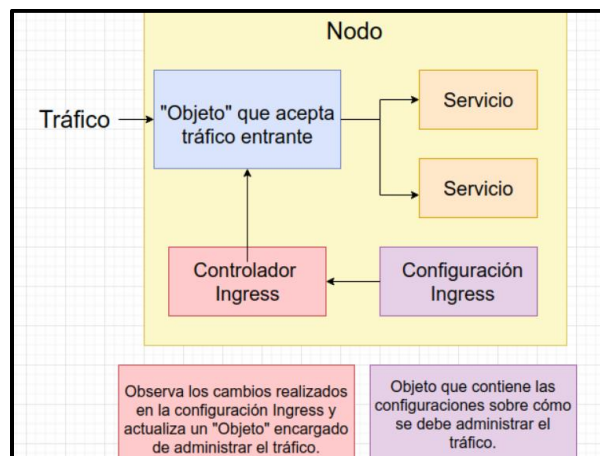 Nodo
Tráfico
"Objeto" que acepta
tráfico entrante
Servicio
Servicio
Controlador
Ingress
Configuración
Ingress
Observa los cambios realizados
en la configuración Ingress y
actualiza un "Objeto" encargado
de administrar el tráfico.
Objeto que contiene las
configuraciones sobre cómo
se debe administrar el
tráfico.